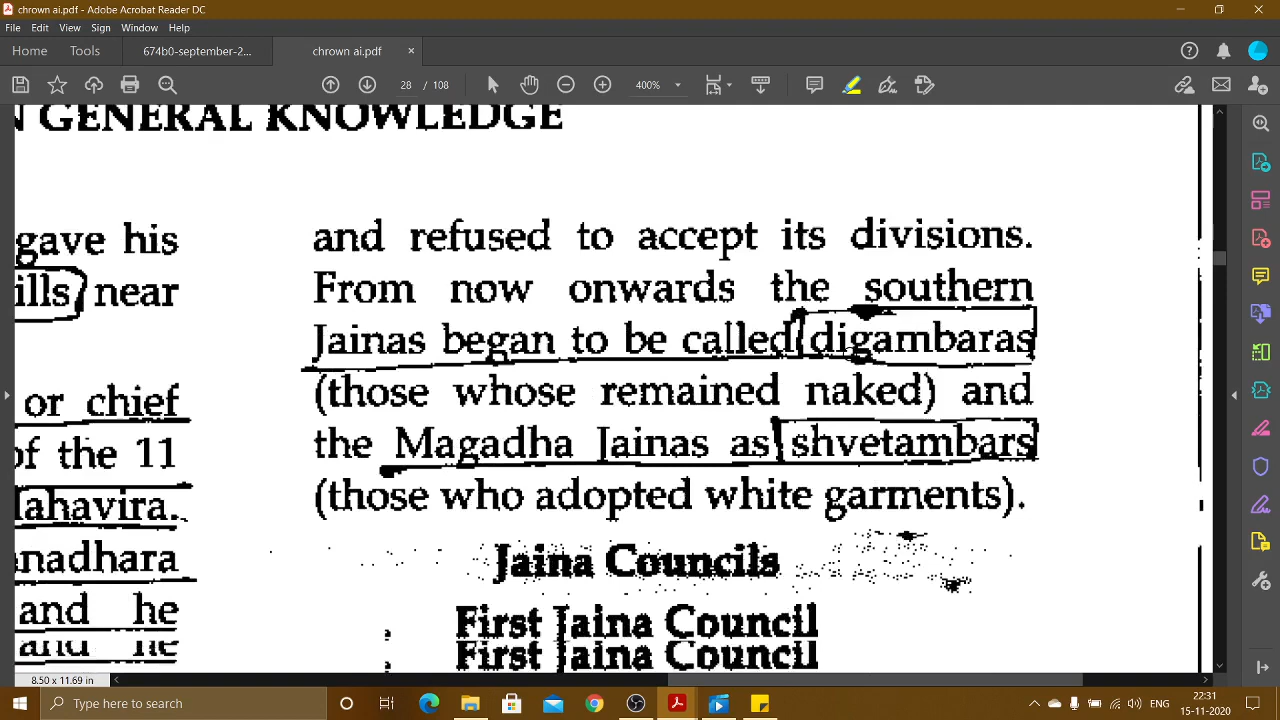 chrown ai.pdf - Adobe Acrobat Reader DC
File Edit View Sign Window Help
Home Tools 674b0-september-2... chrown ai.pdf ×
28 / 108 400%
N GENERAL KNOWLEDGE
gave his
ills, near
or chief
of the 11
Mahavira.
nadhara
and he
and he
and refused to accept its divisions.
From now onwards the southern
Jainas began to be called digambaras
(those whose remained naked) and
the Magadha Jainas as shvetambars
(those who adopted white garments).
Jaina Councils
First Jaina Council
First Jaina Council
8.50 x 11.69 in
Type here to search
22:31
15-11-2020